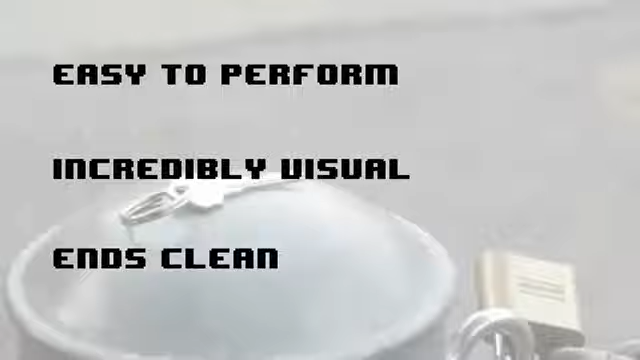 EASY TO PERFORM
INCREDIBLY VISUAL
ENDS CLEAN